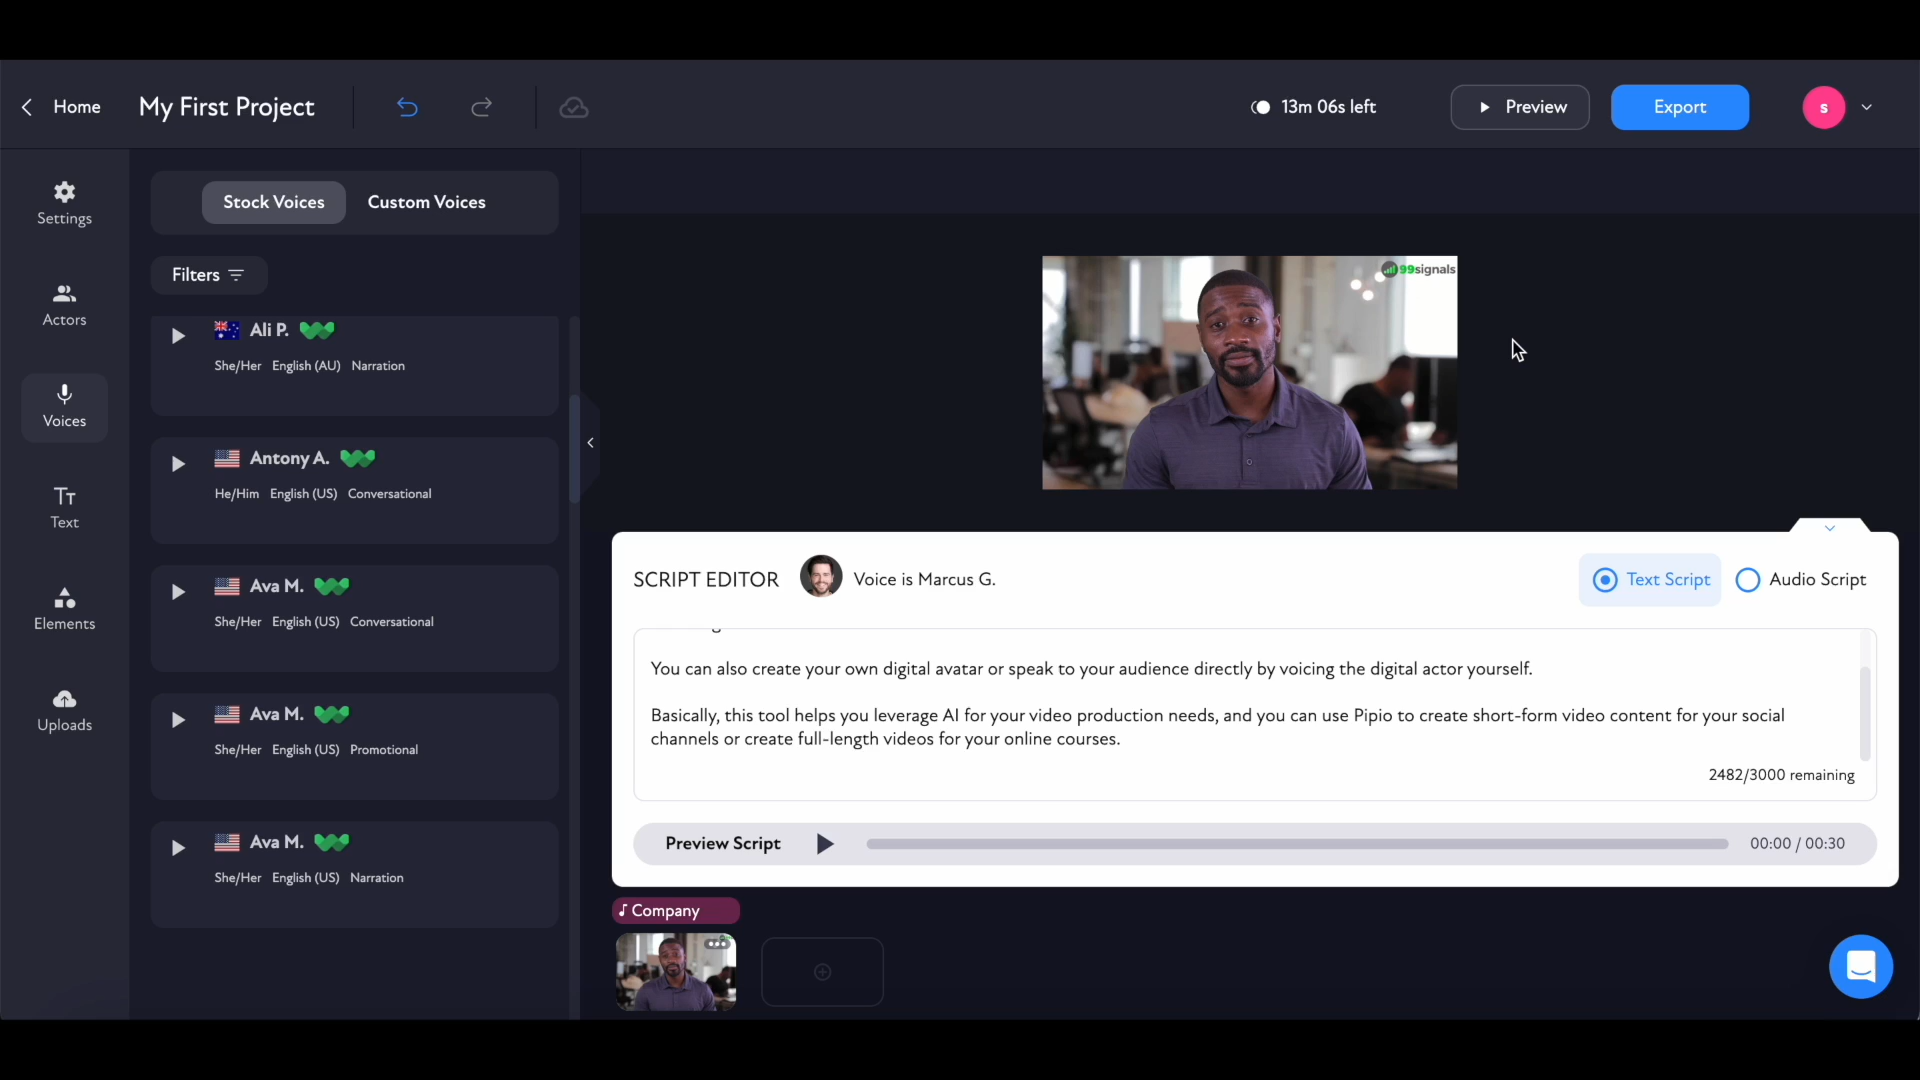 Home
My First Project
13m 06s left
Preview
Export
s
Settings
Actors
Voices
Text
Elements
Uploads
Stock Voices
Custom Voices
Filters
Ali P.
She/Her English (AU) Narration
Antony A.
He/Him English (US) Conversational
Ava M.
She/Her English (US) Conversational
Ava M.
She/Her English (US) Promotional
Ava M.
She/Her English (US) Narration
99signals
SCRIPT EDITOR
Voice is Marcus G.
Text Script
Audio Script
You can also create your own digital avatar or speak to your audience directly by voicing the digital actor yourself.
Basically, this tool helps you leverage AI for your video production needs, and you can use Pipio to create short-form video content for your social
channels or create full-length videos for your online courses.
2482/3000 remaining
Preview Script
00:00 / 00:30
Company